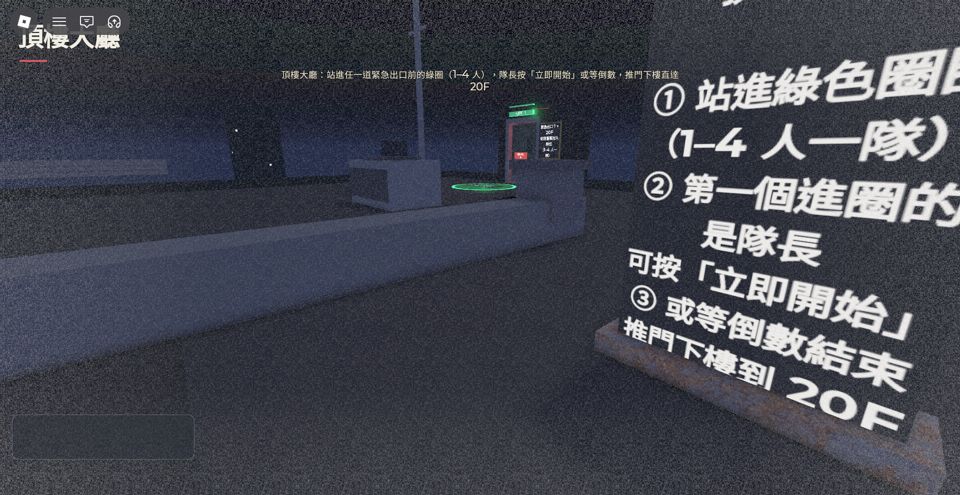 頂樓大廳
頂樓大廳：站進任一道緊急出口前的綠圈（1–4 人），隊長按「立即開始」或等倒數，推門下樓直達
20F
① 站進綠色圈
（1–4 人一隊）
② 第一個進圈的
是隊長
可按「立即開始」
③ 或等倒數結束
推門下樓到 20F